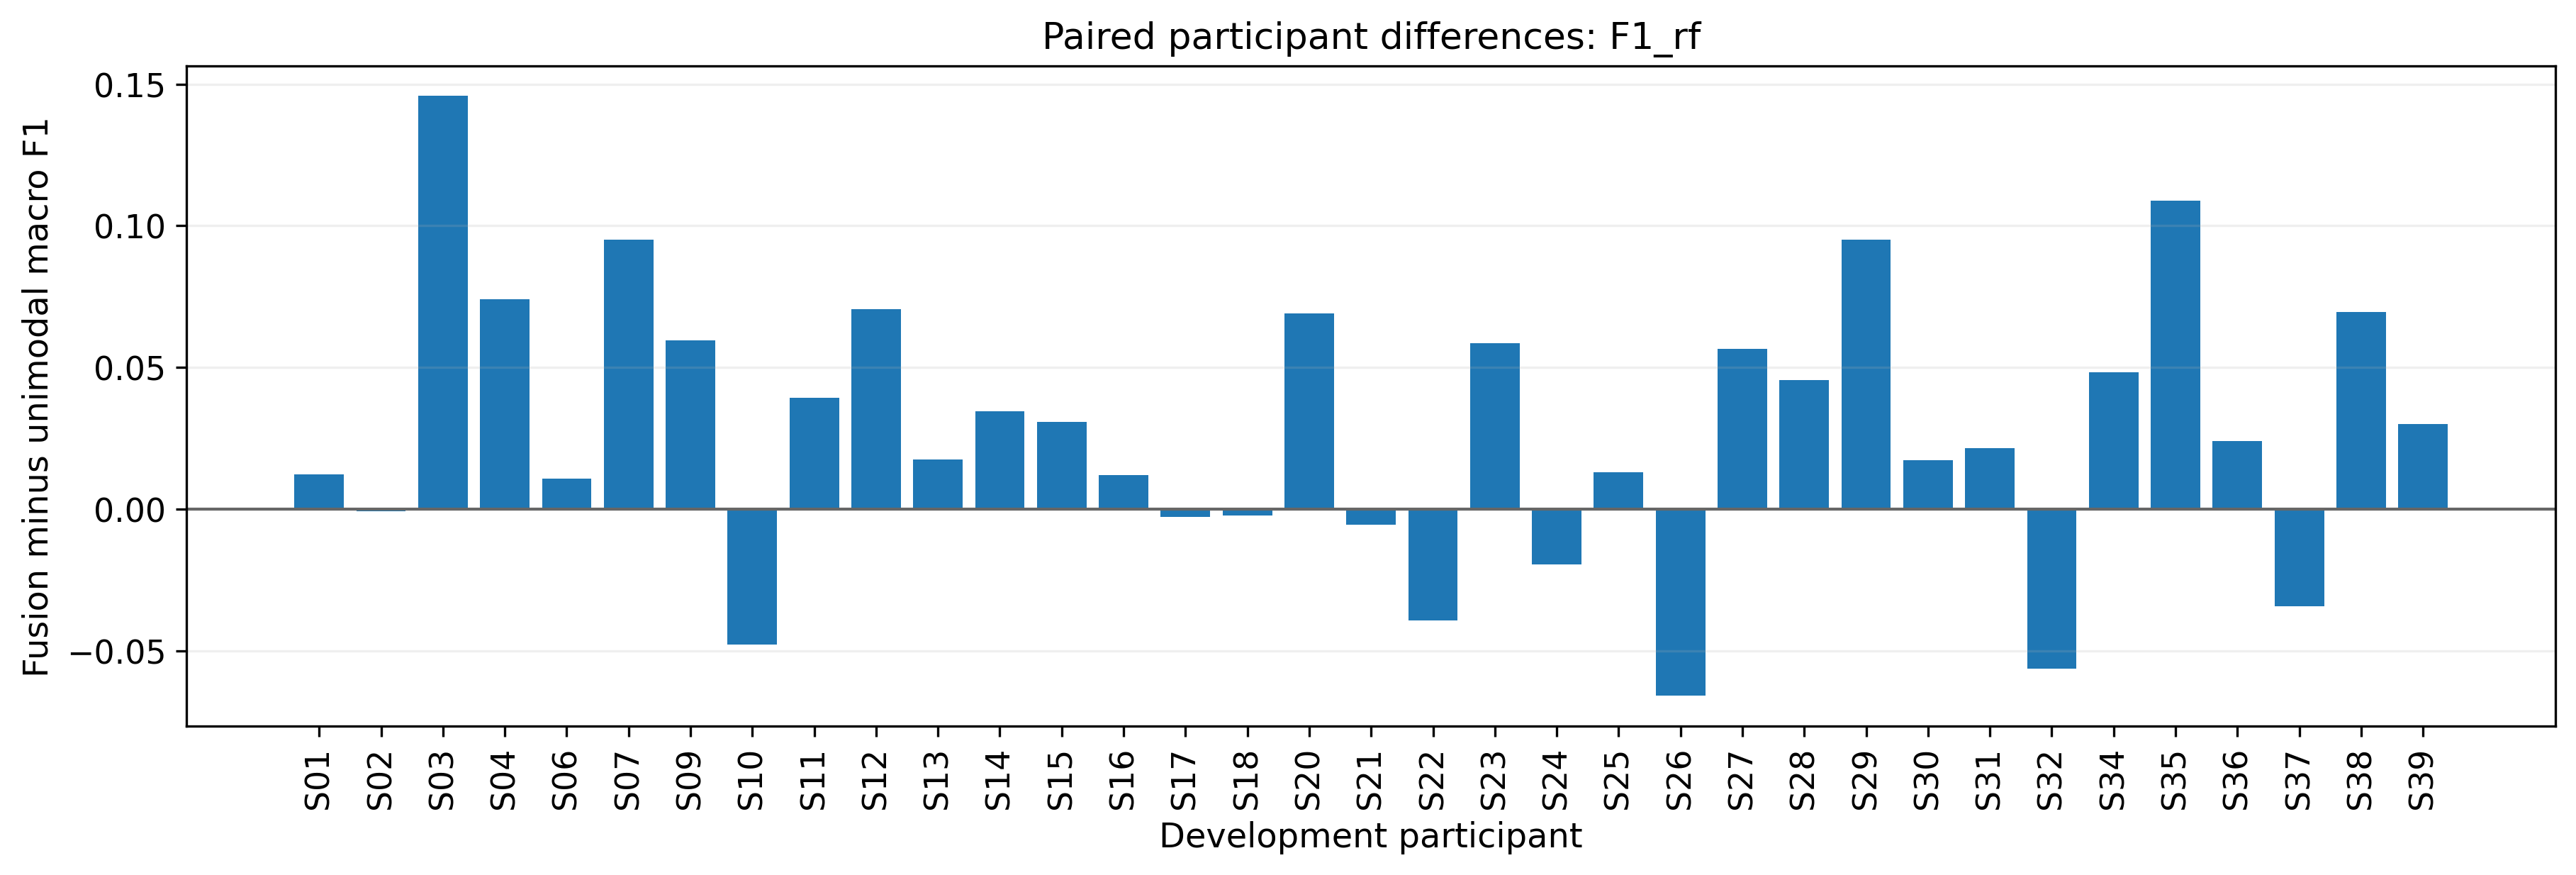 Paired participant differences: F1_rf
Fusion minus unimodal macro F1
0.15
0.10
0.05
0.00
−0.05
S01 S02 S03 S04 S06 S07 S09 S10 S11 S12 S13 S14 S15 S16 S17 S18 S20 S21 S22 S23 S24 S25 S26 S27 S28 S29 S30 S31 S32 S34 S35 S36 S37 S38 S39
Development participant